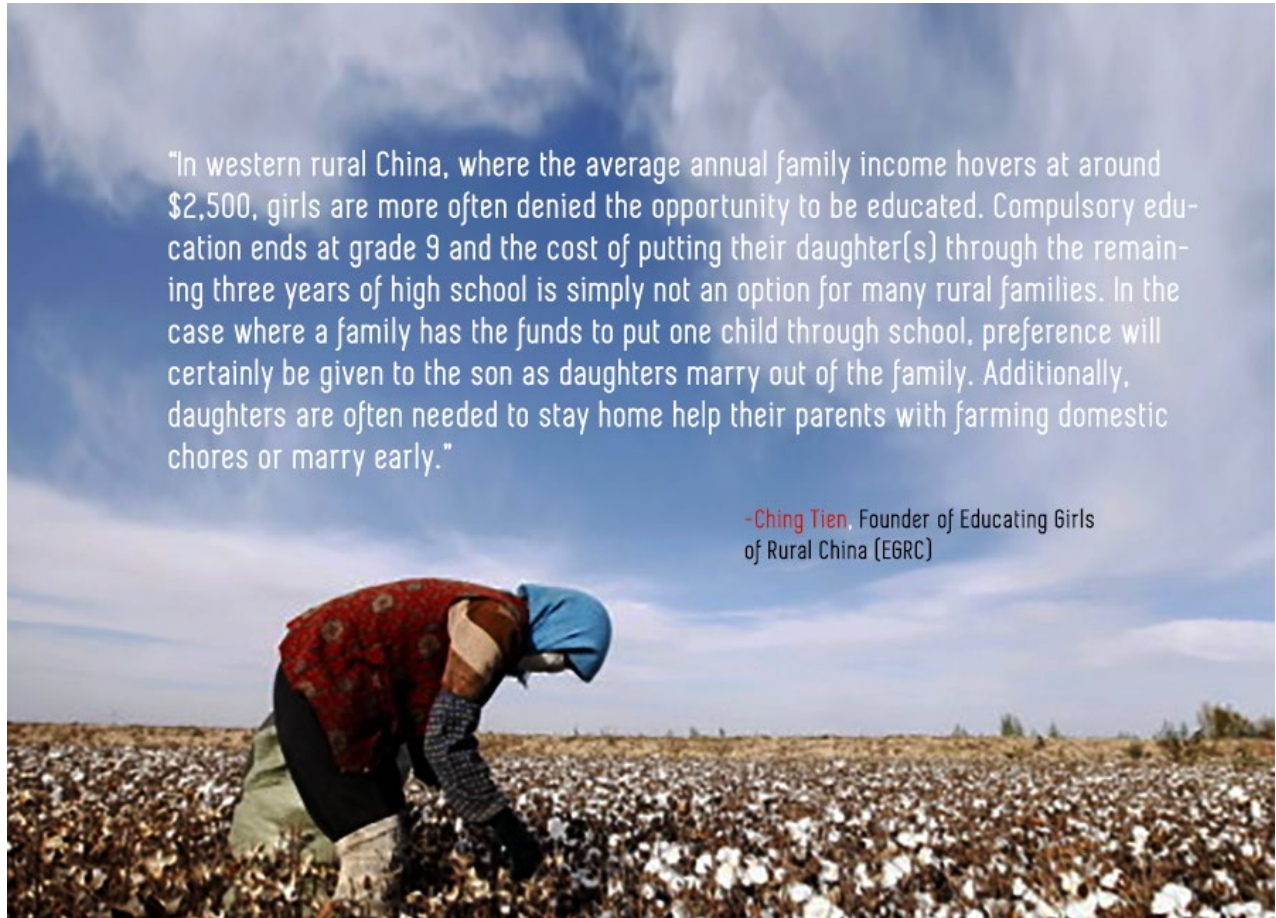 “In western rural China, where the average annual family income hovers at around
$2,500, girls are more often denied the opportunity to be educated. Compulsory edu-
cation ends at grade 9 and the cost of putting their daughter(s) through the remain-
ing three years of high school is simply not an option for many rural families. In the
case where a family has the funds to put one child through school, preference will
certainly be given to the son as daughters marry out of the family. Additionally,
daughters are often needed to stay home help their parents with farming domestic
chores or marry early.”
-Ching Tien, Founder of Educating Girls
of Rural China (EGRC)